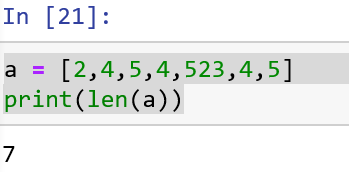 In [21]:
a = [2,4,5,4,523,4,5]
print(len(a))
7